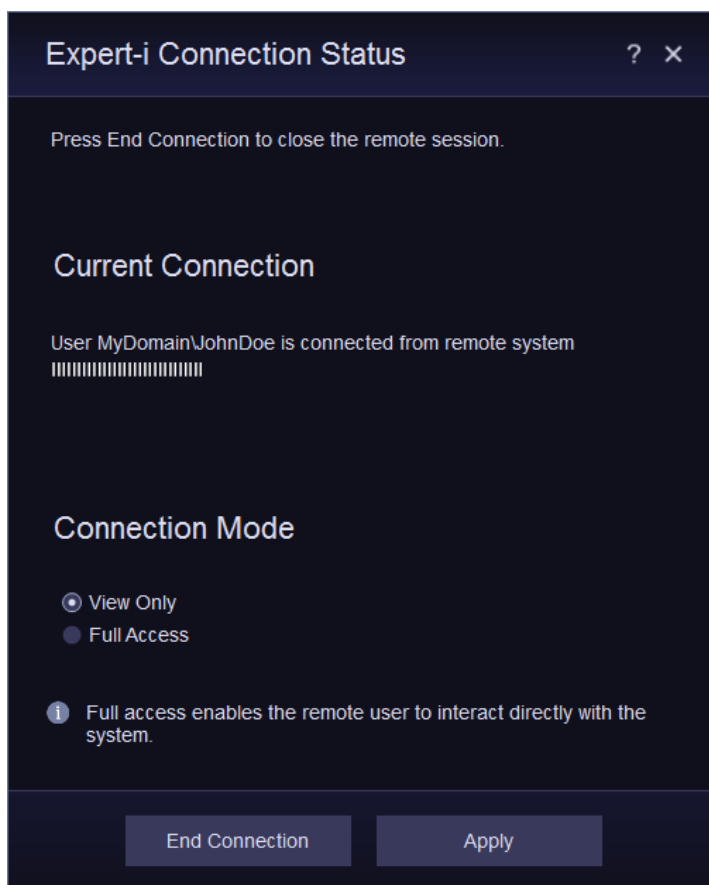 Expert-i Connection Status
? ×
Press End Connection to close the remote session.
Current Connection
User MyDomain\JohnDoe is connected from remote system
Connection Mode
View Only
Full Access
i Full access enables the remote user to interact directly with the
system.
End Connection Apply